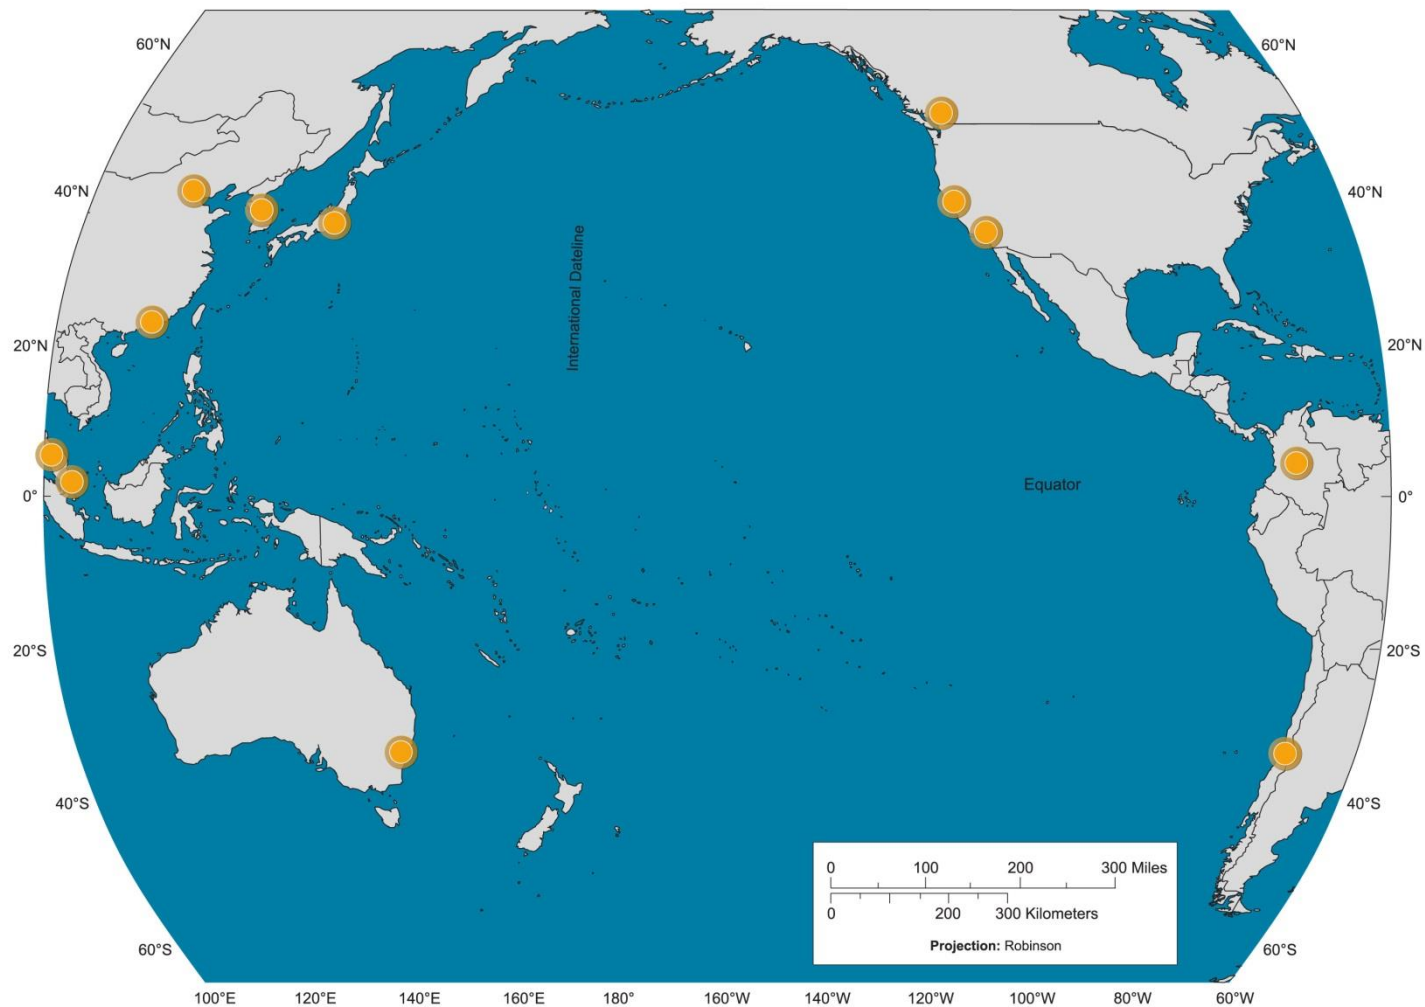 60°N
60°N
40°N
40°N
International Dateline
20°N
20°N
Equator
0°
0°
20°S
20°S
40°S
40°S
0 100 200 300 Miles
0 200 300 Kilometers
Projection: Robinson
60°S
60°S
100°E 120°E 140°E 160°E 180° 160°W 140°W 120°W 100°W 80°W 60°W